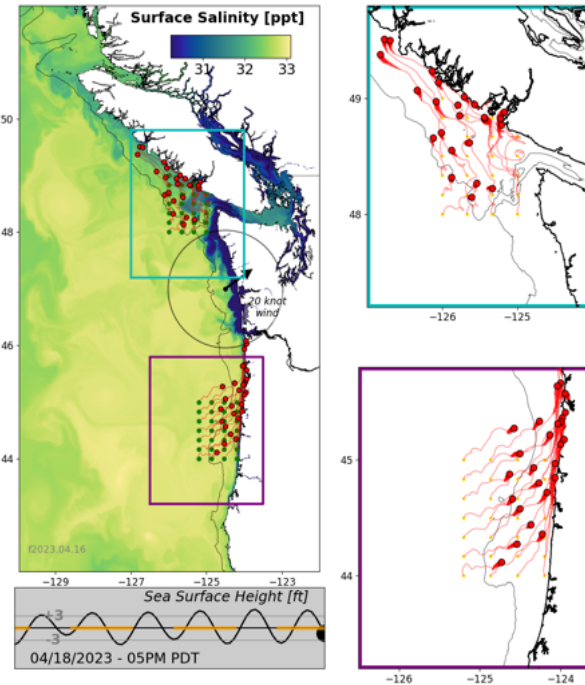 Surface Salinity [ppt]
31 32 33
50
48
46
44
20 knot
wind
f2023.04.16
−129 −127 −125 −123
Sea Surface Height [ft]
+3
-3
04/18/2023 - 05PM PDT
49
48
−126 −125
45
44
−126 −125 −124